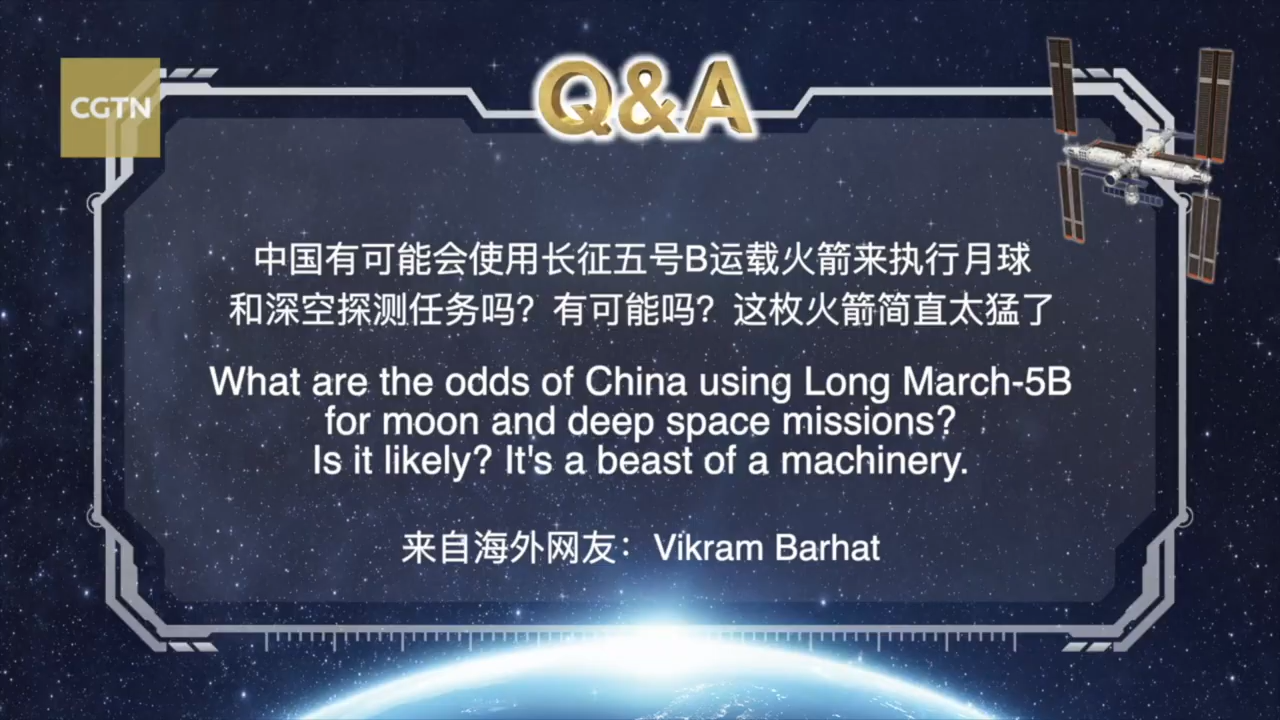 CGTN
Q&A
中国有可能会使用长征五号B运载火箭来执行月球
和深空探测任务吗？有可能吗？这枚火箭简直太猛了
What are the odds of China using Long March-5B
for moon and deep space missions?
Is it likely? It's a beast of a machinery.
来自海外网友：Vikram Barhat